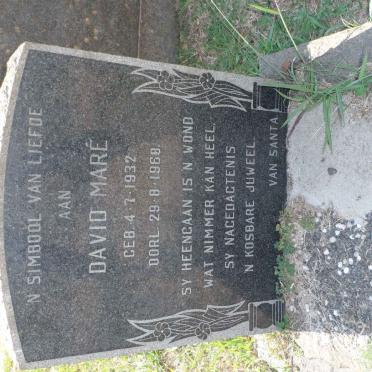 'N SIMBOOL VAN LIEFDE
AAN
DAVID MARÉ
GEB. 4-7-1932.
OORL. 29-8-1968.
SY HEENGAAN IS 'N WOND
WAT NIMMER KAN HEEL.
SY NAGEDAGTENIS
'N KOSBARE JUWEEL.
VAN SANTA.